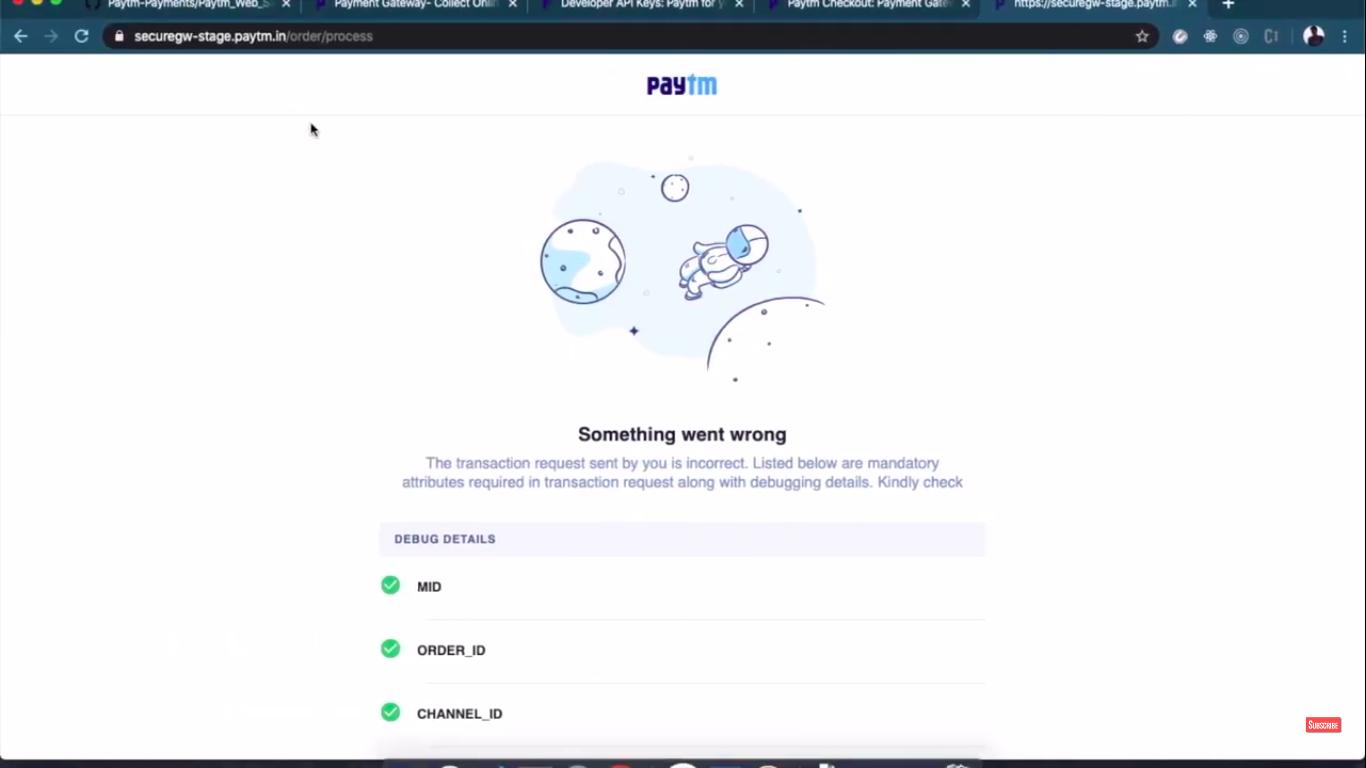 Paytm-Payments/Paytm_Web_S
Payment Gateway- Collect Onlin
Developer API Keys: Paytm for y
Paytm Checkout: Payment Gate
https://securegw-stage.paytm.in
securegw-stage.paytm.in/order/process
paytm
Something went wrong
The transaction request sent by you is incorrect. Listed below are mandatory
attributes required in transaction request along with debugging details. Kindly check
DEBUG DETAILS
MID
ORDER_ID
CHANNEL_ID
SUBSCRIBE